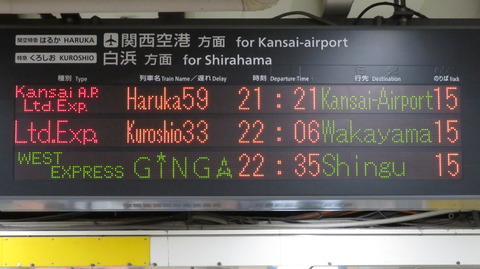 関空特急 はるか HARUKA 関西空港 方面 for Kansai-airport
特急 くろしお KUROSHIO 白浜 方面 for Shirahama
種別 Type 列車名 Train Name／遅れ Delay 時刻 Departure Time 行先 Destination のりば Track
Kansai A.P. Ltd.Exp. Haruka59 21:21 Kansai-Airport 15
Ltd.Exp. Kuroshio33 22:06 Wakayama 15
WEST EXPRESS GINGA 22:35 Shingu 15